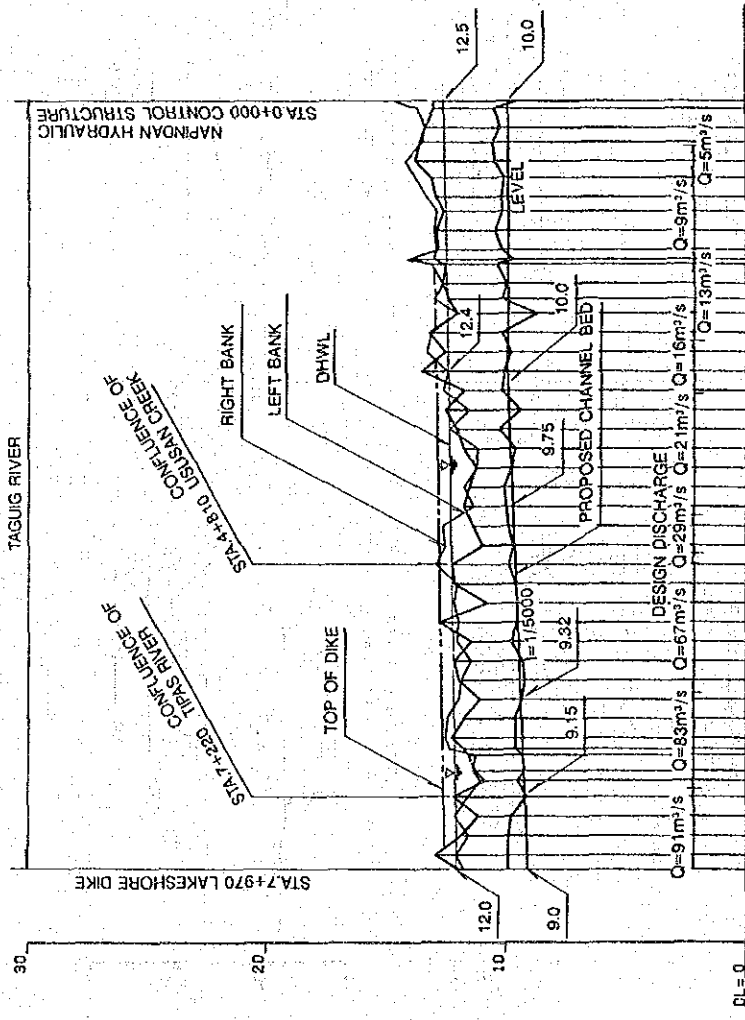 TAGUIG RIVER
30
20
10
DL= 0
STA.7+970 LAKESHORE DIKE
STA.7+220 CONFLUENCE OF
TIPAS RIVER
STA.4+810 CONFLUENCE OF
USUSAN CREEK
NAPINDAN HYDRAULIC
STA.0+000 CONTROL STRUCTURE
TOP OF DIKE
RIGHT BANK
LEFT BANK
DHWL
12.0
9.0
9.15
9.32
i=1/5000
9.75
PROPOSED CHANNEL BED
10.0
12.4
LEVEL
12.5
10.0
DESIGN DISCHARGE
Q=91m³/s
Q=83m³/s
Q=67m³/s
Q=29m³/s
Q=21m³/s
Q=16m³/s
Q=13m³/s
Q=9m³/s
Q=5m³/s